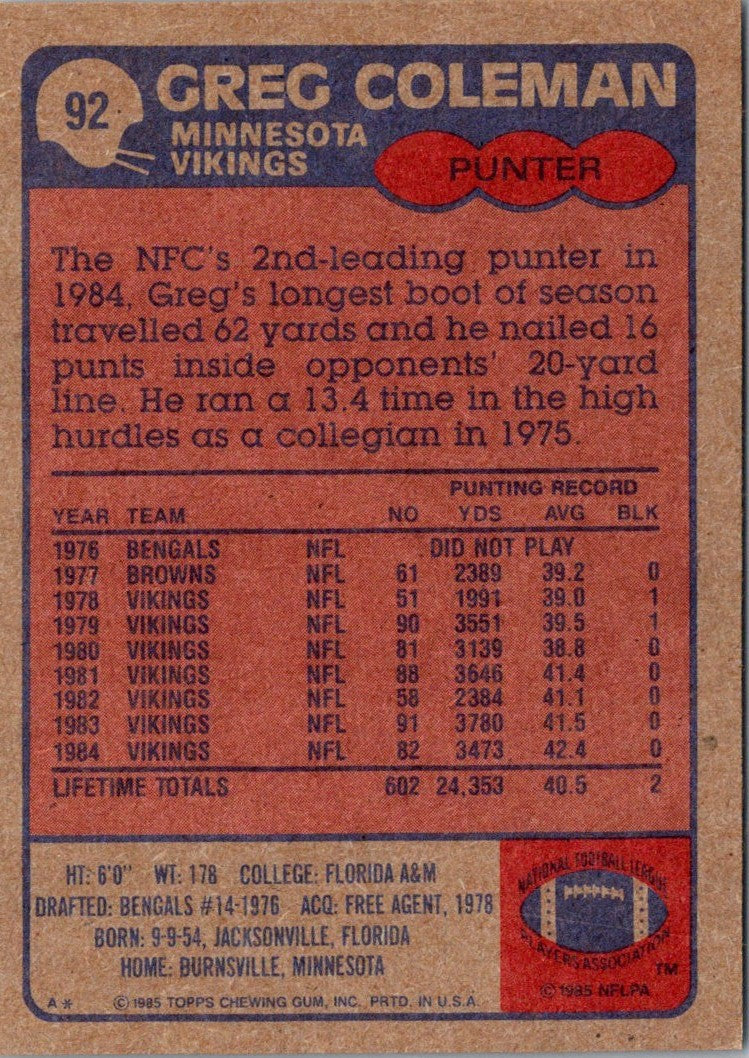 92
GREG COLEMAN
MINNESOTA
VIKINGS
PUNTER
The NFC's 2nd-leading punter in
1984, Greg's longest boot of season
travelled 62 yards and he nailed 16
punts inside opponents' 20-yard
line. He ran a 13.4 time in the high
hurdles as a collegian in 1975.
PUNTING RECORD
YEAR TEAM NO YDS AVG BLK
1976 BENGALS NFL DID NOT PLAY
1977 BROWNS NFL 61 2389 39.2 0
1978 VIKINGS NFL 51 1991 39.0 1
1979 VIKINGS NFL 90 3551 39.5 1
1980 VIKINGS NFL 81 3139 38.8 0
1981 VIKINGS NFL 88 3646 41.4 0
1982 VIKINGS NFL 58 2384 41.1 0
1983 VIKINGS NFL 91 3780 41.5 0
1984 VIKINGS NFL 82 3473 42.4 0
LIFETIME TOTALS 602 24,353 40.5 2
HT: 6'0" WT: 178 COLLEGE: FLORIDA A&M
DRAFTED: BENGALS #14-1976 ACQ: FREE AGENT, 1978
BORN: 9-9-54, JACKSONVILLE, FLORIDA
HOME: BURNSVILLE, MINNESOTA
A* © 1985 TOPPS CHEWING GUM, INC. PRTD. IN U.S.A.
NATIONAL FOOTBALL LEAGUE
PLAYERS ASSOCIATION
TM
© 1985 NFLPA